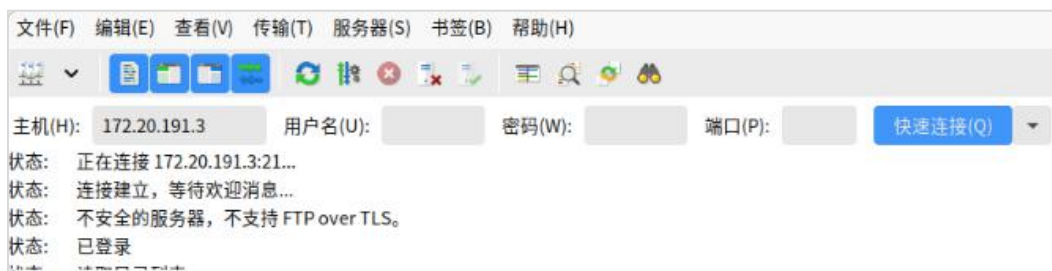 文件(F) 编辑(E) 查看(V) 传输(T) 服务器(S) 书签(B) 帮助(H)
主机(H): 172.20.191.3 用户名(U): 密码(W): 端口(P): 快速连接(Q)
状态: 正在连接 172.20.191.3:21...
状态: 连接建立，等待欢迎消息...
状态: 不安全的服务器，不支持 FTP over TLS。
状态: 已登录